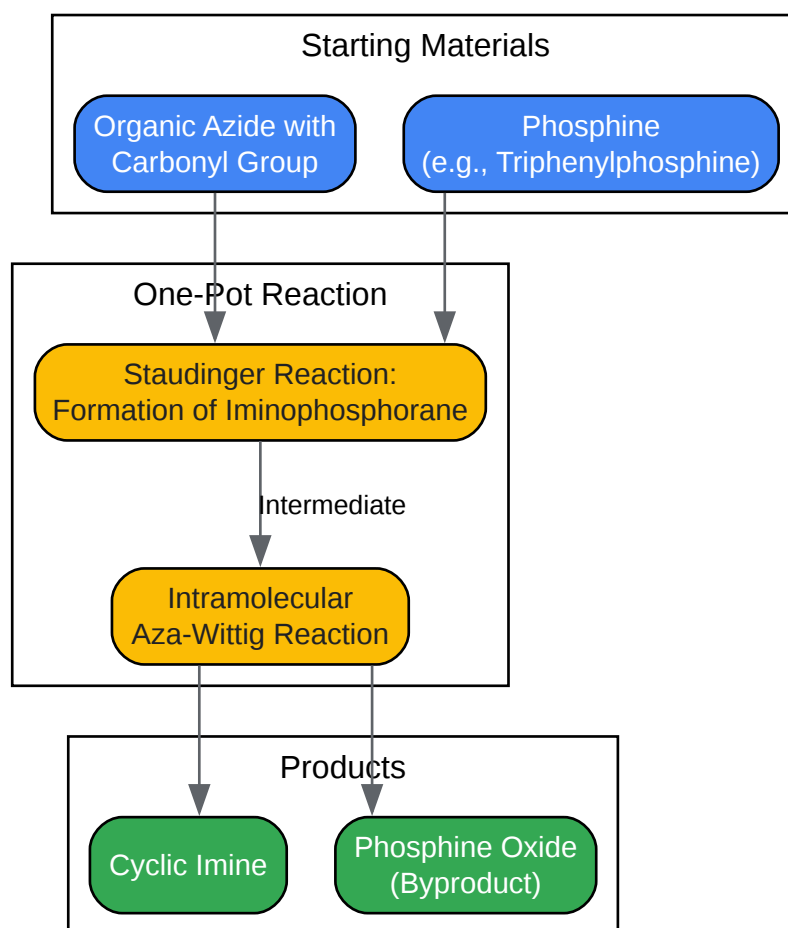 Starting Materials
Organic Azide with
Carbonyl Group
Phosphine
(e.g., Triphenylphosphine)
One-Pot Reaction
Staudinger Reaction:
Formation of Iminophosphorane
Intermediate
Intramolecular
Aza-Wittig Reaction
Products
Cyclic Imine
Phosphine Oxide
(Byproduct)